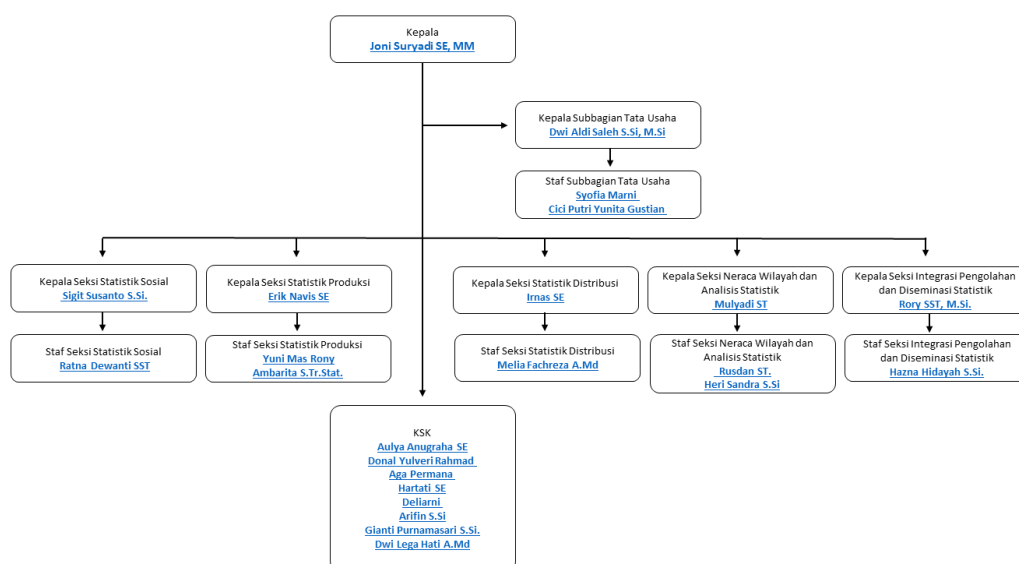 Kepala
Joni Suryadi SE, MM
Kepala Subbagian Tata Usaha
Dwi Aldi Saleh S.Si, M.Si
Staf Subbagian Tata Usaha
Syofia Marni
Cici Putri Yunita Gustian
Kepala Seksi Statistik Sosial
Sigit Susanto S.Si.
Kepala Seksi Statistik Produksi
Erik Navis SE
Kepala Seksi Statistik Distribusi
Irnas SE
Kepala Seksi Neraca Wilayah dan
Analisis Statistik
Mulyadi ST
Kepala Seksi Integrasi Pengolahan
dan Diseminasi Statistik
Rory SST, M.Si.
Staf Seksi Statistik Sosial
Ratna Dewanti SST
Staf Seksi Statistik Produksi
Yuni Mas Rony
Ambarita S.Tr.Stat.
Staf Seksi Statistik Distribusi
Melia Fachreza A.Md
Staf Seksi Neraca Wilayah dan
Analisis Statistik
Rusdan ST.
Heri Sandra S.Si
Staf Seksi Integrasi Pengolahan
dan Diseminasi Statistik
Hazna Hidayah S.Si.
KSK
Aulya Anugraha SE
Donal Yulveri Rahmad
Aga Permana
Hartati SE
Deliarni
Arifin S.Si
Gianti Purnamasari S.Si.
Dwi Lega Hati A.Md